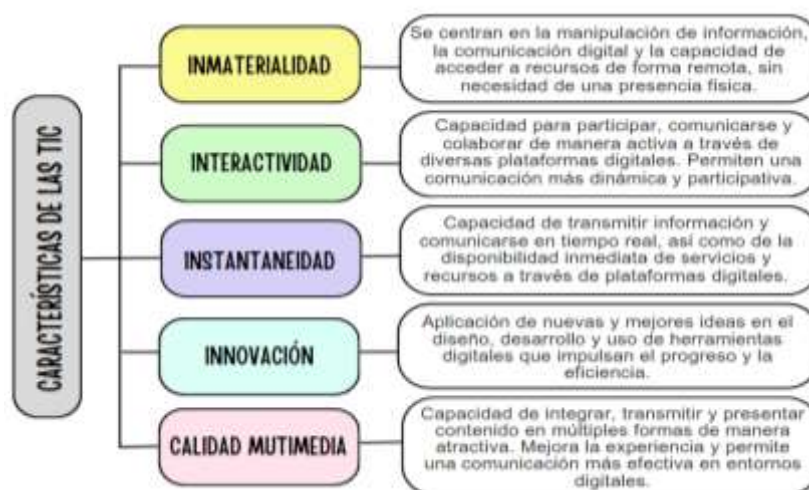 CARACTERÍSTICAS DE LAS TIC
INMATERIALIDAD
Se centran en la manipulación de información,
la comunicación digital y la capacidad de
acceder a recursos de forma remota, sin
necesidad de una presencia física.
INTERACTIVIDAD
Capacidad para participar, comunicarse y
colaborar de manera activa a través de
diversas plataformas digitales. Permiten una
comunicación más dinámica y participativa.
INSTANTANEIDAD
Capacidad de transmitir información y
comunicarse en tiempo real, así como de la
disponibilidad inmediata de servicios y
recursos a través de plataformas digitales.
INNOVACIÓN
Aplicación de nuevas y mejores ideas en el
diseño, desarrollo y uso de herramientas
digitales que impulsan el progreso y la
eficiencia.
CALIDAD MUTIMEDIA
Capacidad de integrar, transmitir y presentar
contenido en múltiples formas de manera
atractiva. Mejora la experiencia y permite
una comunicación más efectiva en entornos
digitales.